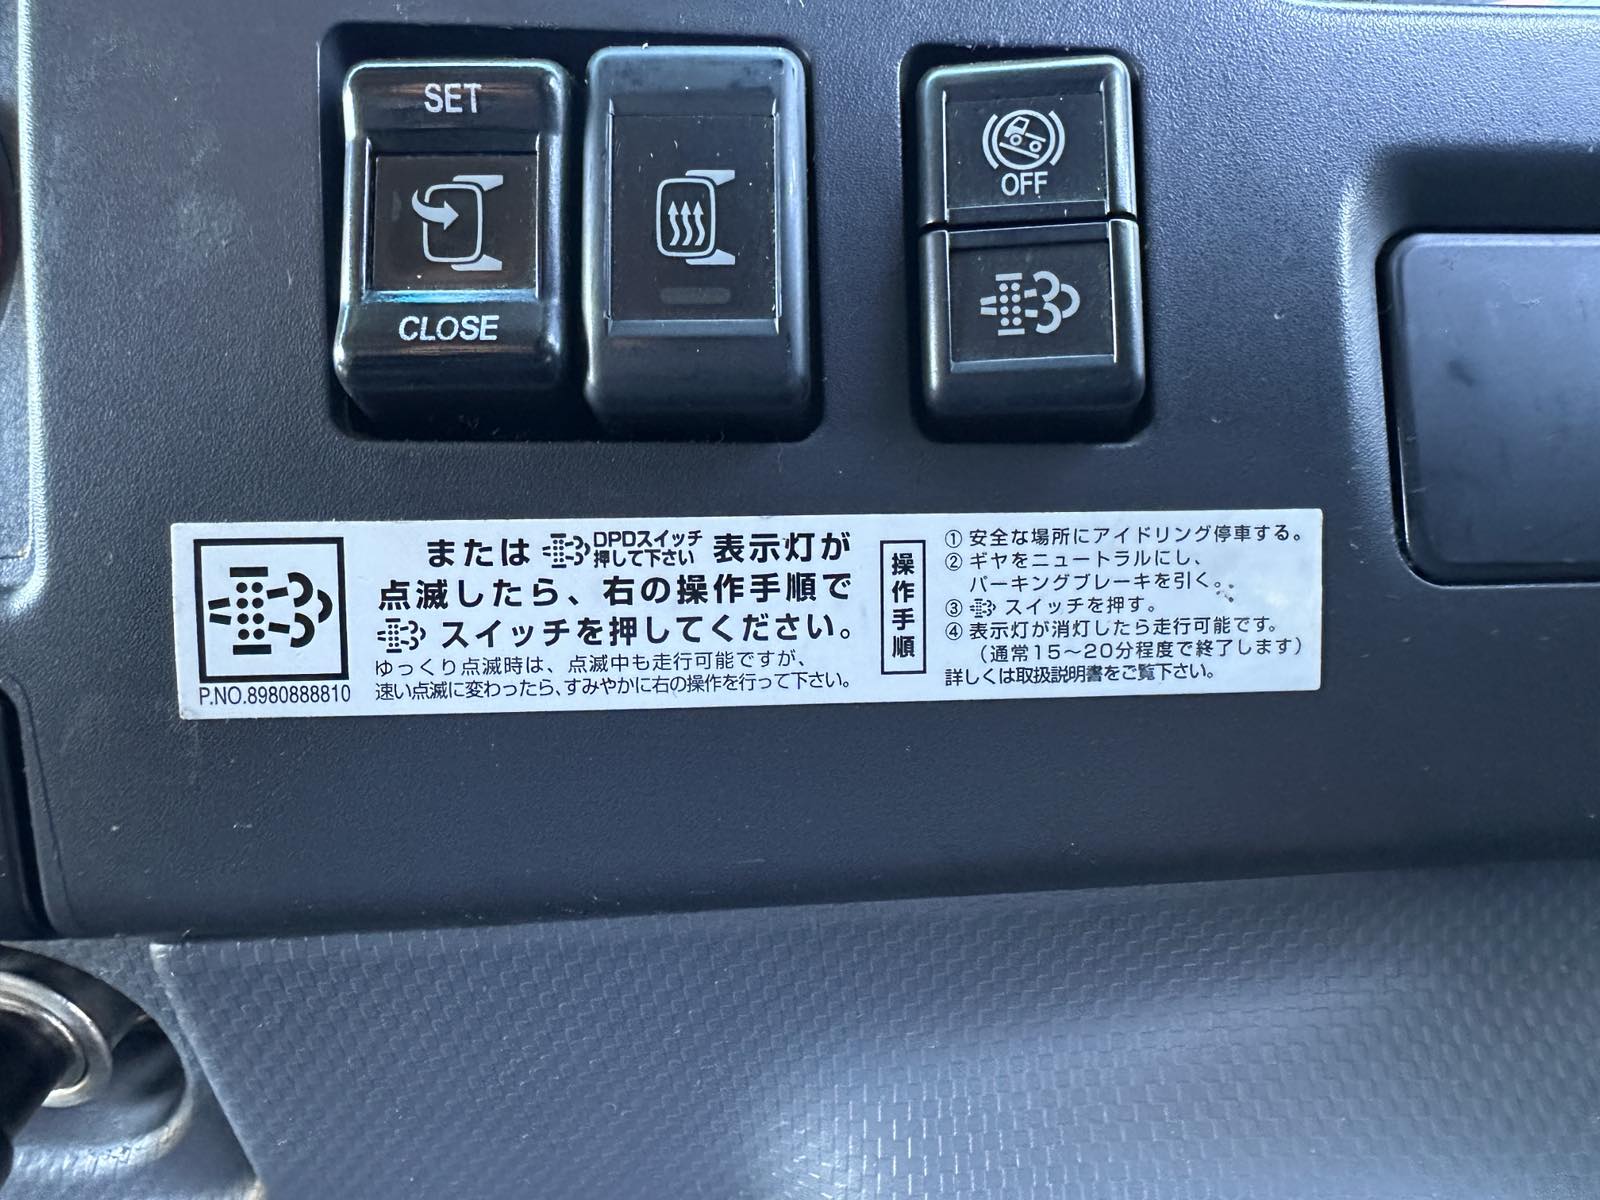 SET
CLOSE
OFF
または DPDスイッチ 押して下さい 表示灯が
点滅したら、右の操作手順で
スイッチを押してください。
ゆっくり点滅時は、点滅中も走行可能ですが、
速い点滅に変わったら、すみやかに右の操作を行って下さい。
P.NO.8980888810
操作手順
① 安全な場所にアイドリング停車する。
② ギヤをニュートラルにし、
パーキングブレーキを引く。
③ スイッチを押す。
④ 表示灯が消灯したら走行可能です。
（通常15～20分程度で終了します）
詳しくは取扱説明書をご覧下さい。